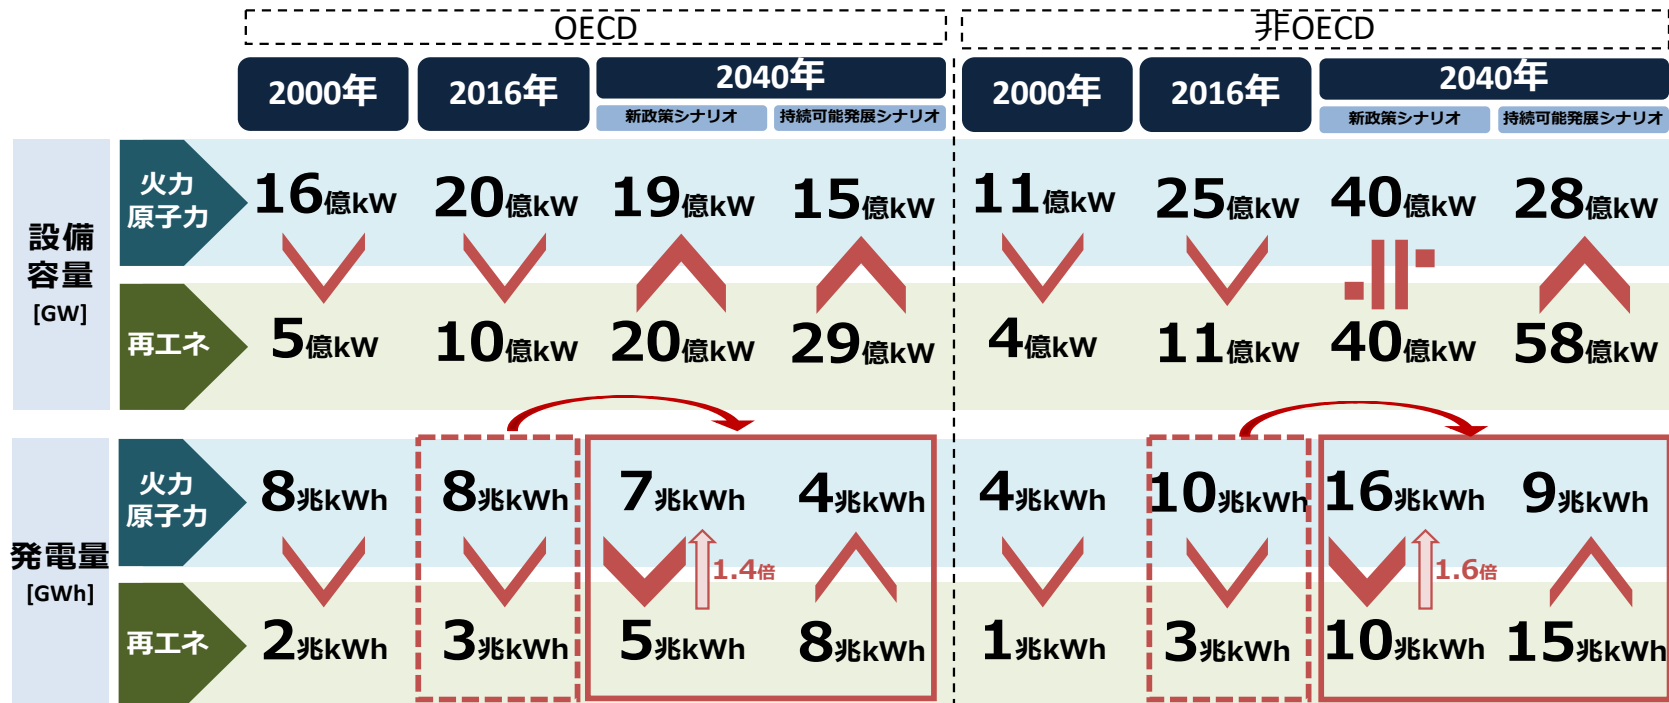 OECD
非OECD
2000年
2016年
2040年
新政策シナリオ
持続可能発展シナリオ
2000年
2016年
2040年
新政策シナリオ
持続可能発展シナリオ
設備
容量
[GW]
火力
原子力
16億kW
20億kW
19億kW
15億kW
11億kW
25億kW
40億kW
28億kW
再エネ
5億kW
10億kW
20億kW
29億kW
4億kW
11億kW
40億kW
58億kW
発電量
[GWh]
火力
原子力
8兆kWh
8兆kWh
7兆kWh
4兆kWh
4兆kWh
10兆kWh
16兆kWh
9兆kWh
1.4倍
1.6倍
再エネ
2兆kWh
3兆kWh
5兆kWh
8兆kWh
1兆kWh
3兆kWh
10兆kWh
15兆kWh